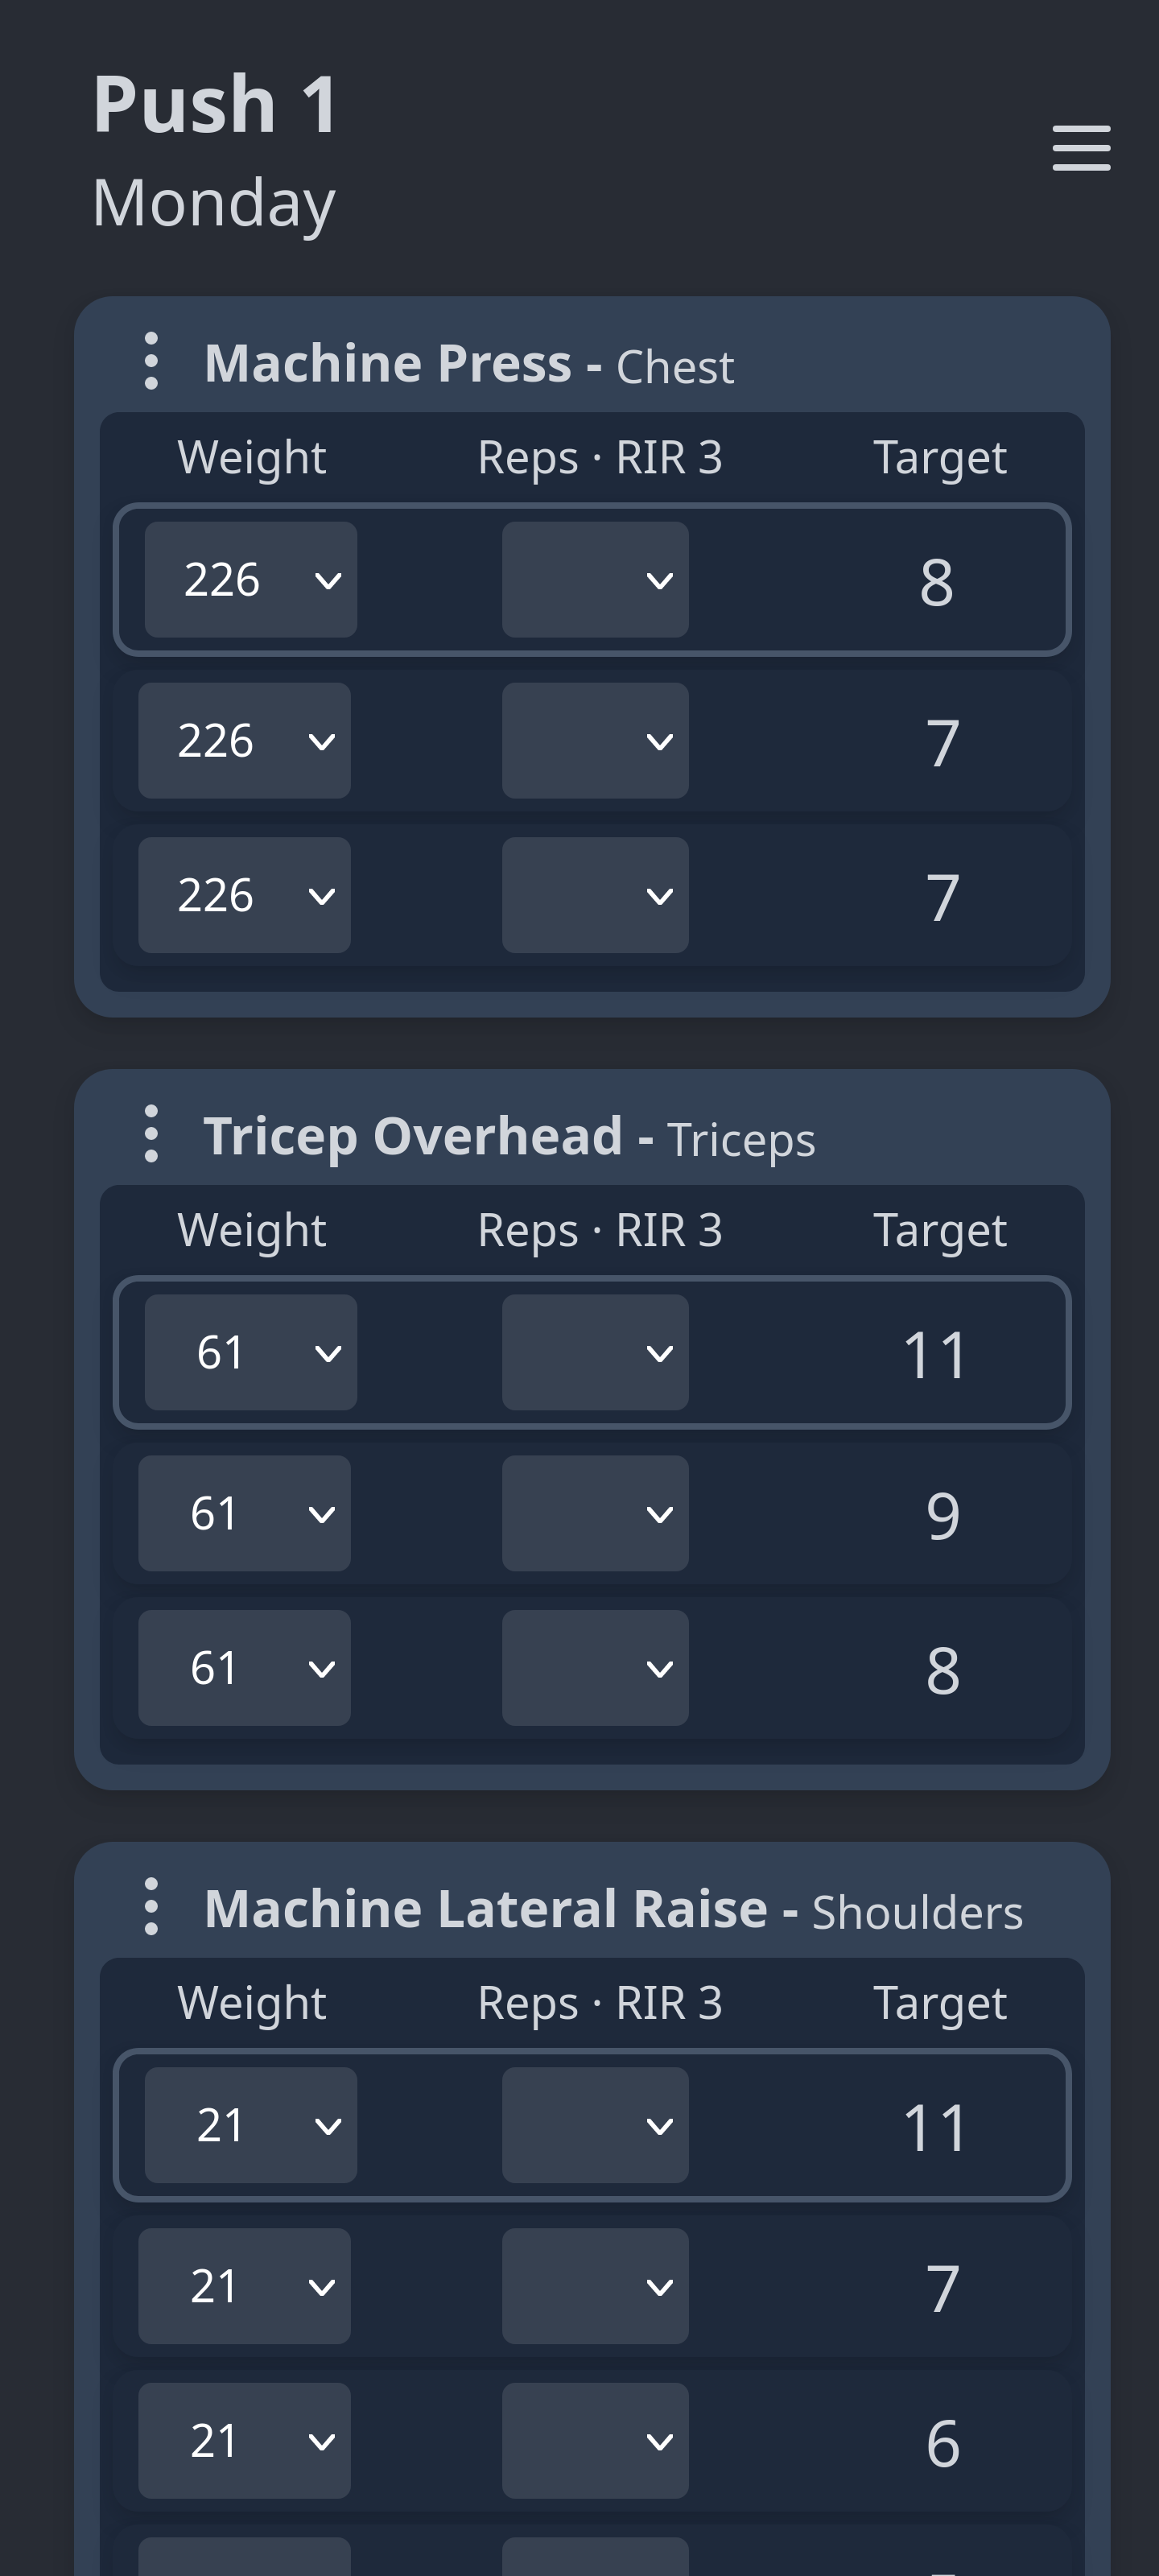 Push 1
Monday
Machine Press - Chest
Weight Reps · RIR 3 Target
226 8
226 7
226 7
Tricep Overhead - Triceps
Weight Reps · RIR 3 Target
61 11
61 9
61 8
Machine Lateral Raise - Shoulders
Weight Reps · RIR 3 Target
21 11
21 7
21 6